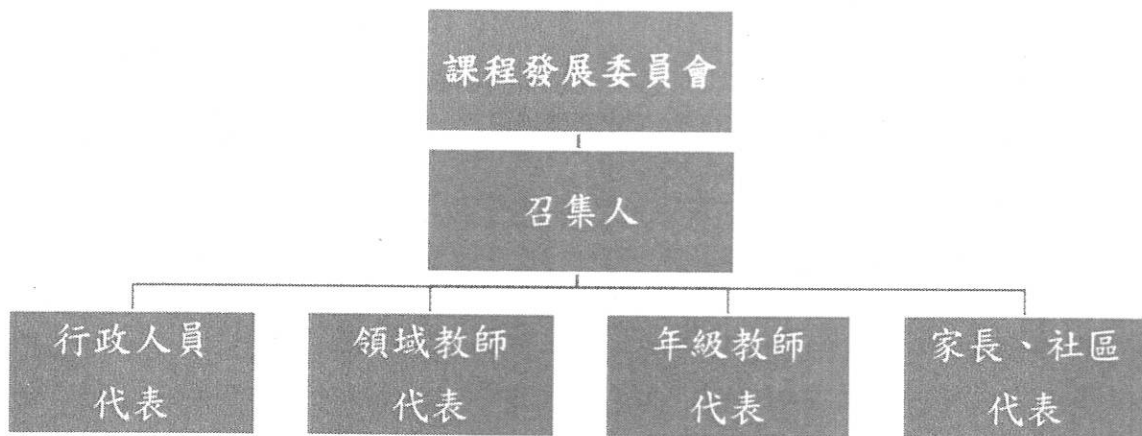 課程發展委員會
召集人
行政人員
代表
領域教師
代表
年級教師
代表
家長、社區
代表